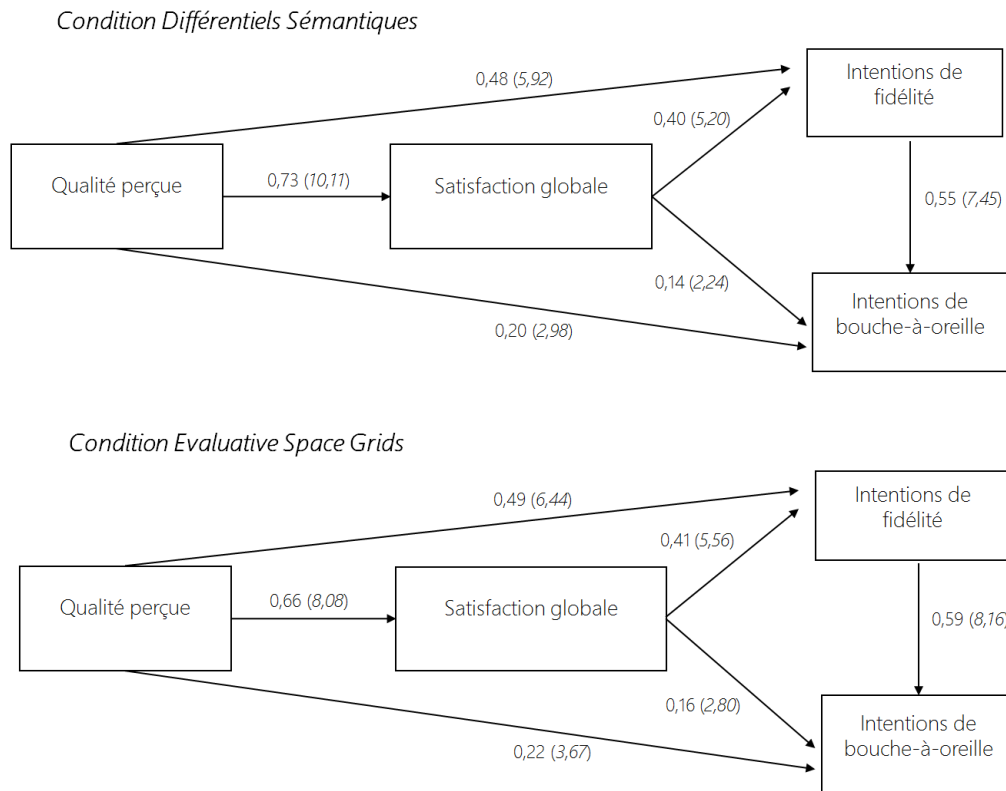 Condition Différentiels Sémantiques
Intentions de
fidélité
0,48 (5,92)
0,40 (5,20)
Qualité perçue
0,73 (10,11)
Satisfaction globale
0,55 (7,45)
0,14 (2,24)
0,20 (2,98)
Intentions de
bouche-à-oreille
Condition Evaluative Space Grids
Intentions de
fidélité
0,49 (6,44)
0,41 (5,56)
Qualité perçue
0,66 (8,08)
Satisfaction globale
0,59 (8,16)
0,16 (2,80)
0,22 (3,67)
Intentions de
bouche-à-oreille